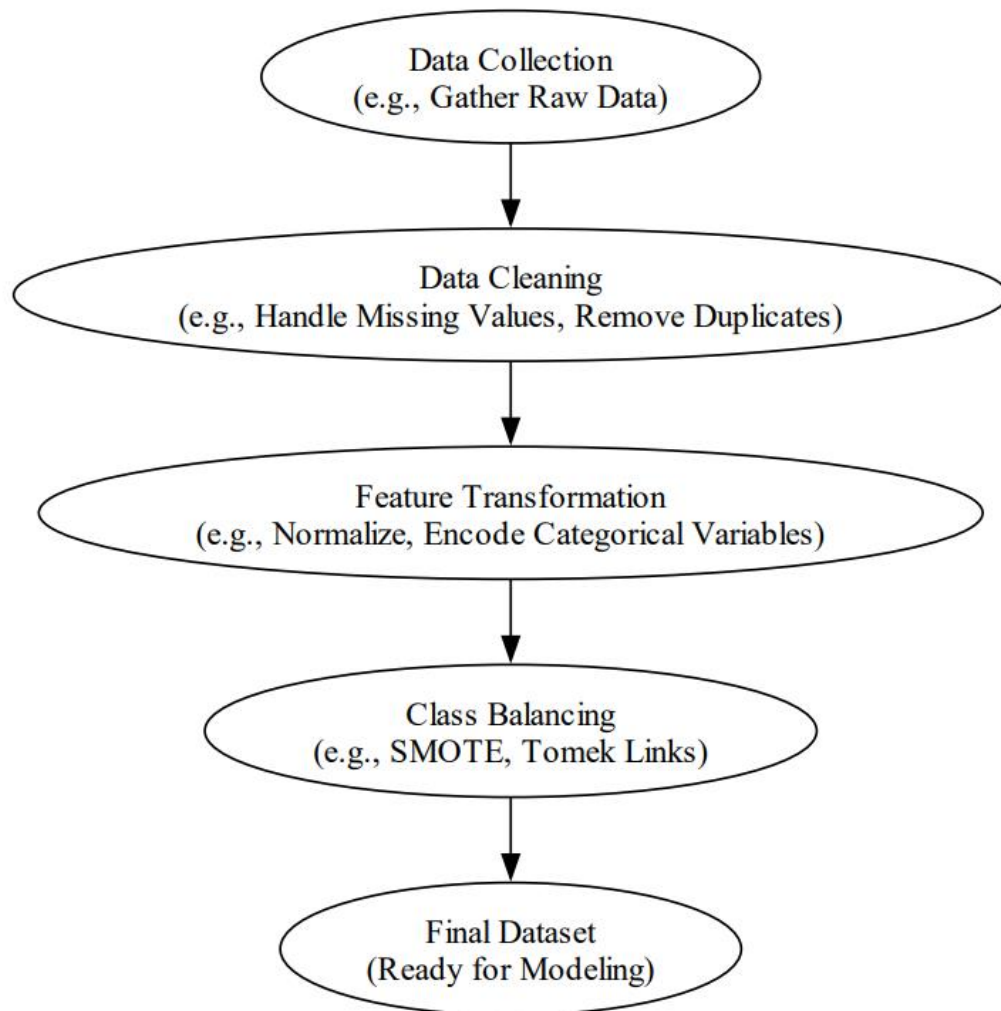 Data Collection
(e.g., Gather Raw Data)
Data Cleaning
(e.g., Handle Missing Values, Remove Duplicates)
Feature Transformation
(e.g., Normalize, Encode Categorical Variables)
Class Balancing
(e.g., SMOTE, Tomek Links)
Final Dataset
(Ready for Modeling)